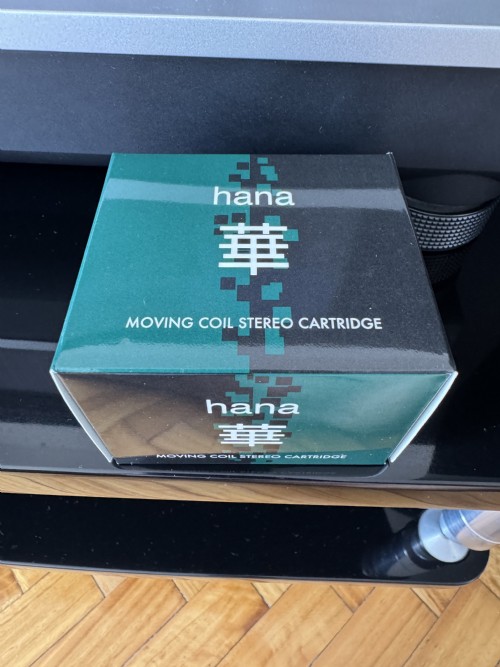 hana
華
MOVING COIL STEREO CARTRIDGE
hana
華
MOVING COIL STEREO CARTRIDGE